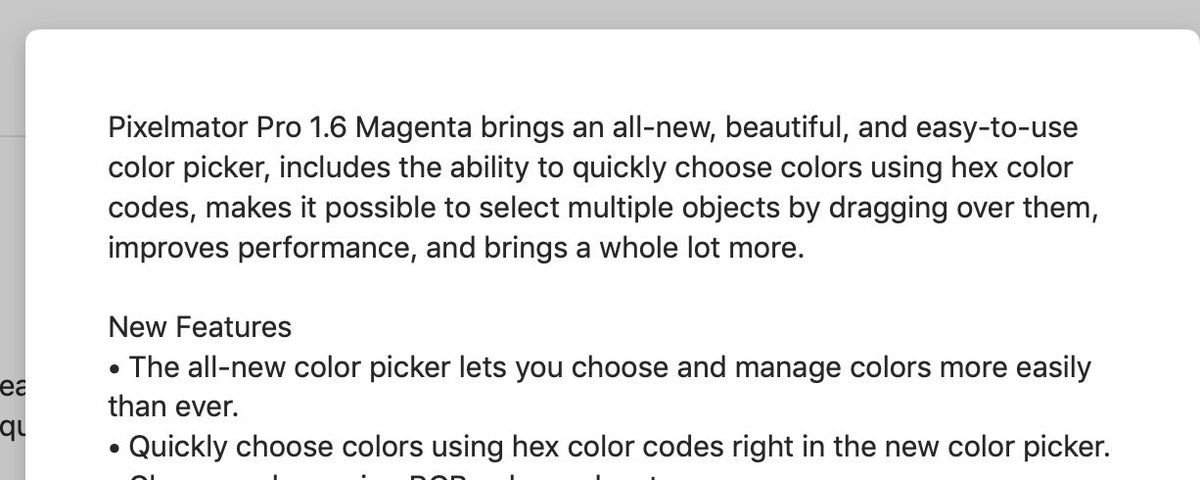 Pixelmator Pro 1.6 Magenta brings an all-new, beautiful, and easy-to-use
color picker, includes the ability to quickly choose colors using hex color
codes, makes it possible to select multiple objects by dragging over them,
improves performance, and brings a whole lot more.
New Features
• The all-new color picker lets you choose and manage colors more easily
than ever.
• Quickly choose colors using hex color codes right in the new color picker.